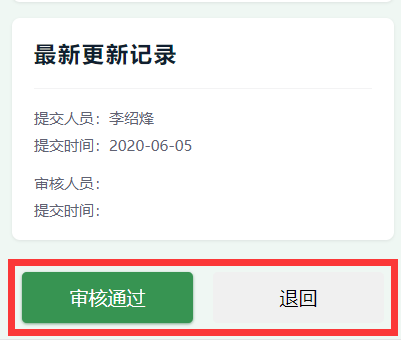 最新更新记录
提交人员：李绍烽
提交时间：2020-06-05
审核人员：
提交时间：
审核通过
退回